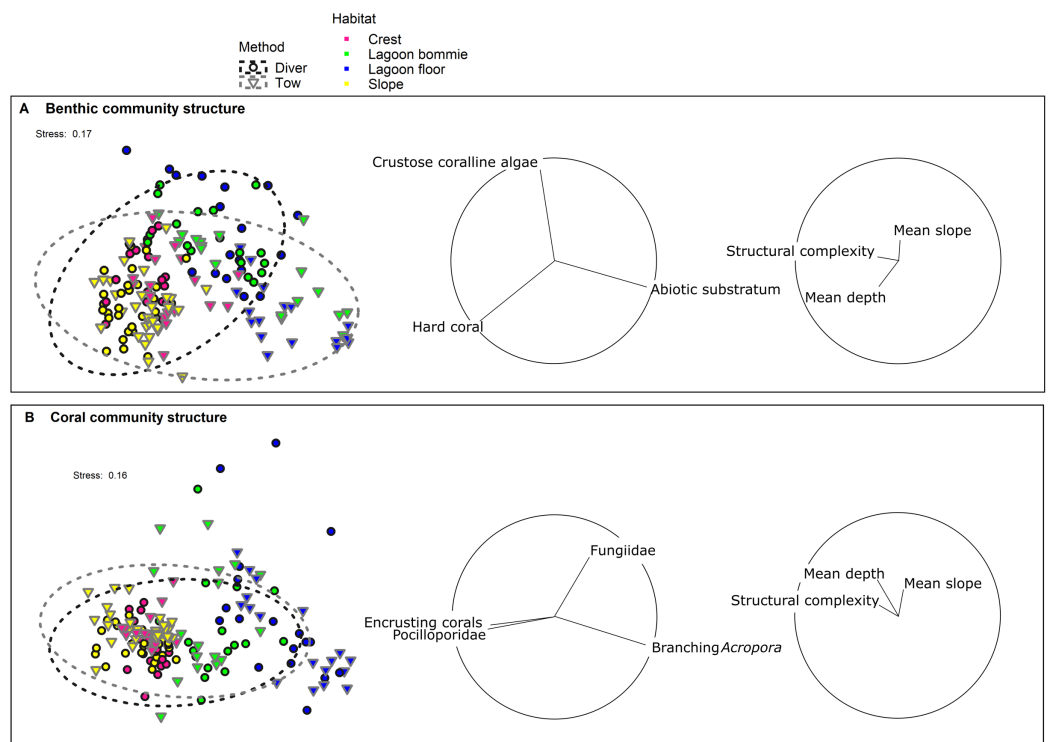 Habitat
Method
Crest
Lagoon bommie
Diver
Lagoon floor
Tow
Slope
A Benthic community structure
Stress: 0.17
Crustose coralline algae
Mean slope
Structural complexity
Abiotic substratum
Mean depth
Hard coral
B Coral community structure
Stress: 0.16
Fungiidae
Mean depth
Mean slope
Structural complexity
Encrusting corals
Pocilloporidae
Branching Acropora